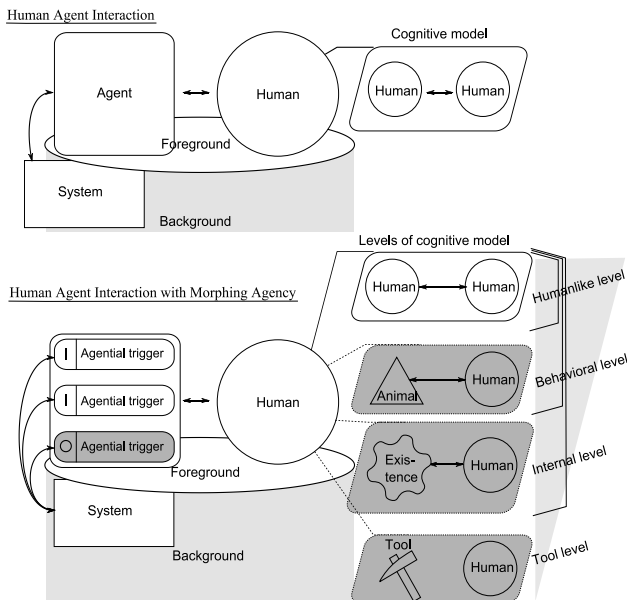 Human Agent Interaction
Cognitive model
Agent
Human
Human
Human
Foreground
System
Background
Levels of cognitive model
Human Agent Interaction with Morphing Agency
Human
Human
Humanlike level
I Agential trigger
I Agential trigger
O Agential trigger
Human
Animal
Human
Behavioral level
Foreground
Exis-
tence
Human
Internal level
System
Background
Tool
Human
Tool level